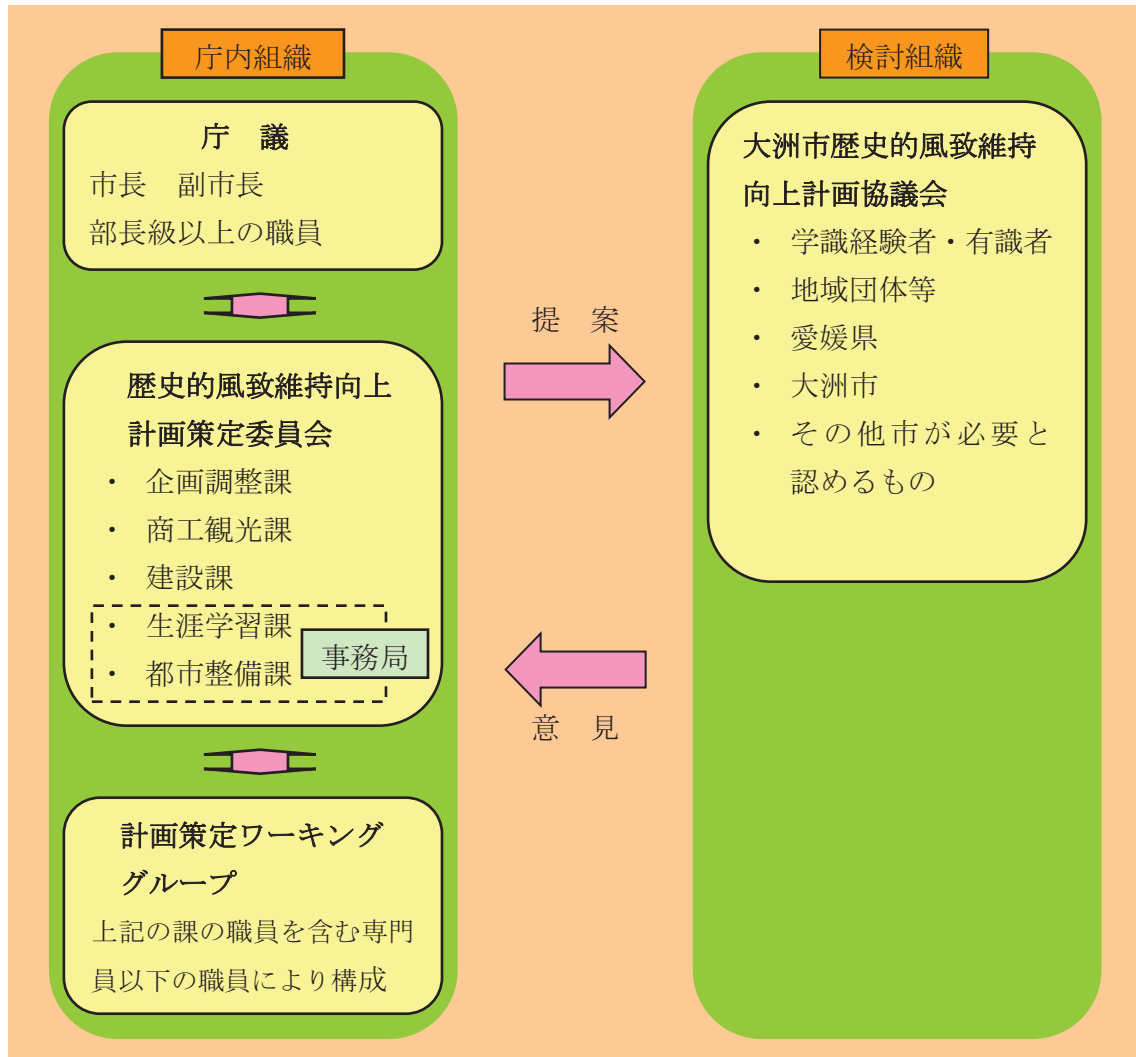 庁内組織
庁　議
市長　副市長
部長級以上の職員
歴史的風致維持向上
計画策定委員会
・ 企画調整課
・ 商工観光課
・ 建設課
・ 生涯学習課
・ 都市整備課
事務局
計画策定ワーキング
グループ
上記の課の職員を含む専門
員以下の職員により構成
提　案
意　見
検討組織
大洲市歴史的風致維持
向上計画協議会
・ 学識経験者・有識者
・ 地域団体等
・ 愛媛県
・ 大洲市
・ その他市が必要と
認めるもの